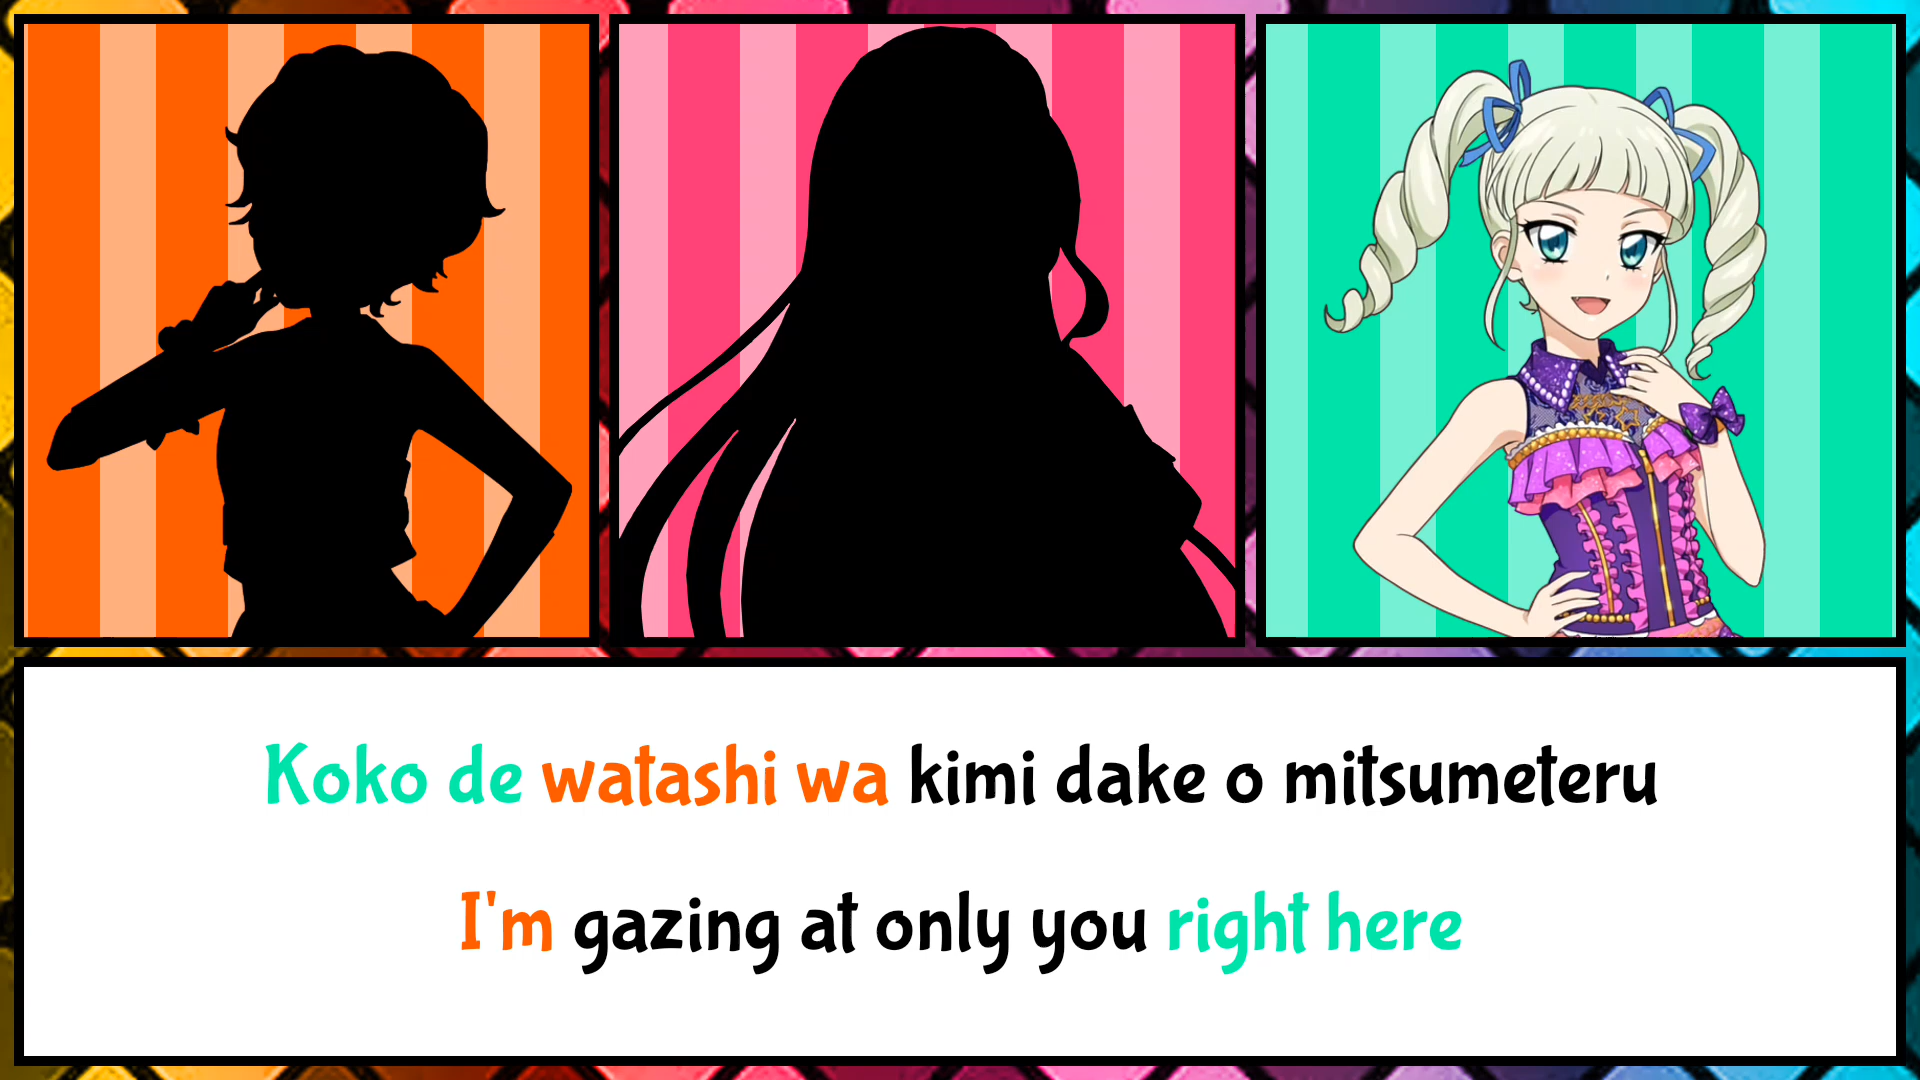 Koko de watashi wa kimi dake o mitsumeteru
I'm gazing at only you right here